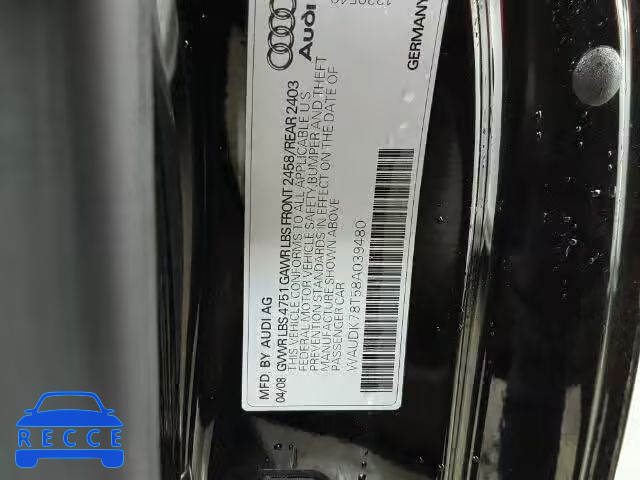 Audi
GERMANY
MFD. BY AUDI AG
04/08 GVWR LBS 4751 GAWR LBS FRONT 2458/REAR 2403
THIS VEHICLE CONFORMS TO ALL APPLICABLE U.S
FEDERAL MOTOR VEHICLE SAFETY, BUMPER AND THEFT
PREVENTION STANDARDS IN EFFECT ON THE DATE OF
MANUFACTURE SHOWN ABOVE
PASSENGER CAR
WAUDK78T58A039480
RECCE